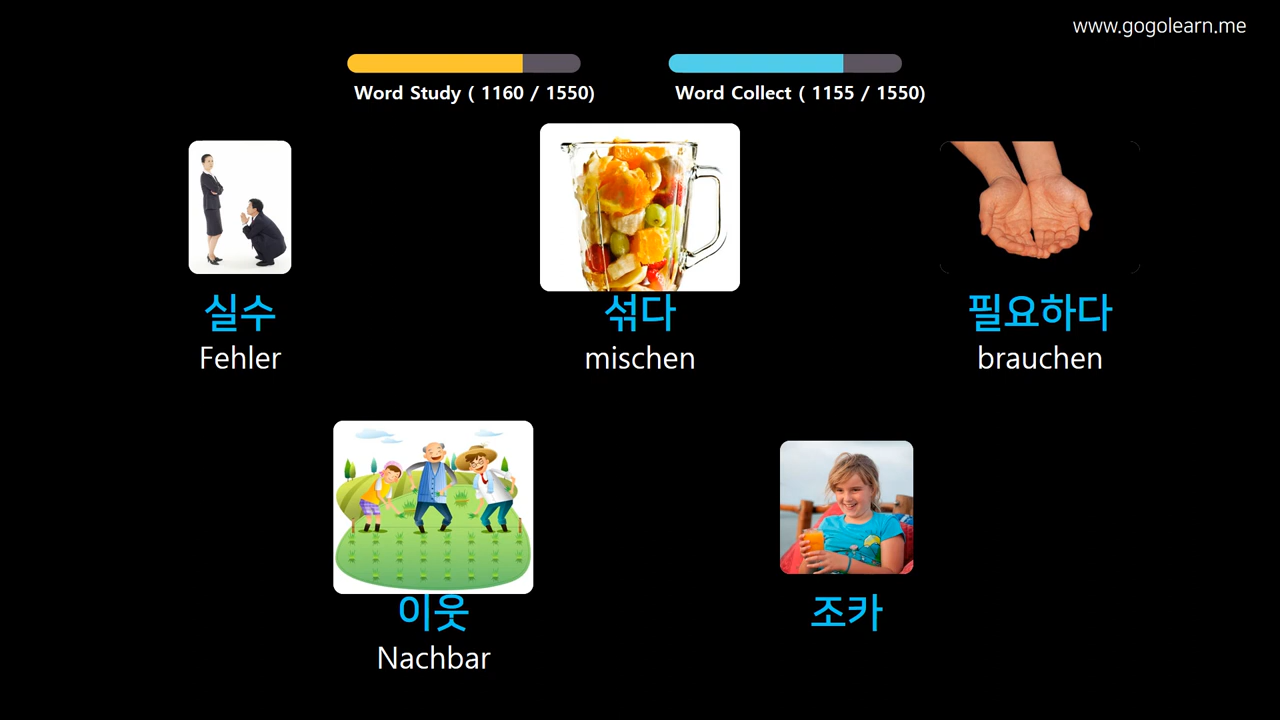 www.gogolearn.me
Word Study ( 1160 / 1550)
Word Collect ( 1155 / 1550)
실수
Fehler
섞다
mischen
필요하다
brauchen
이웃
Nachbar
조카